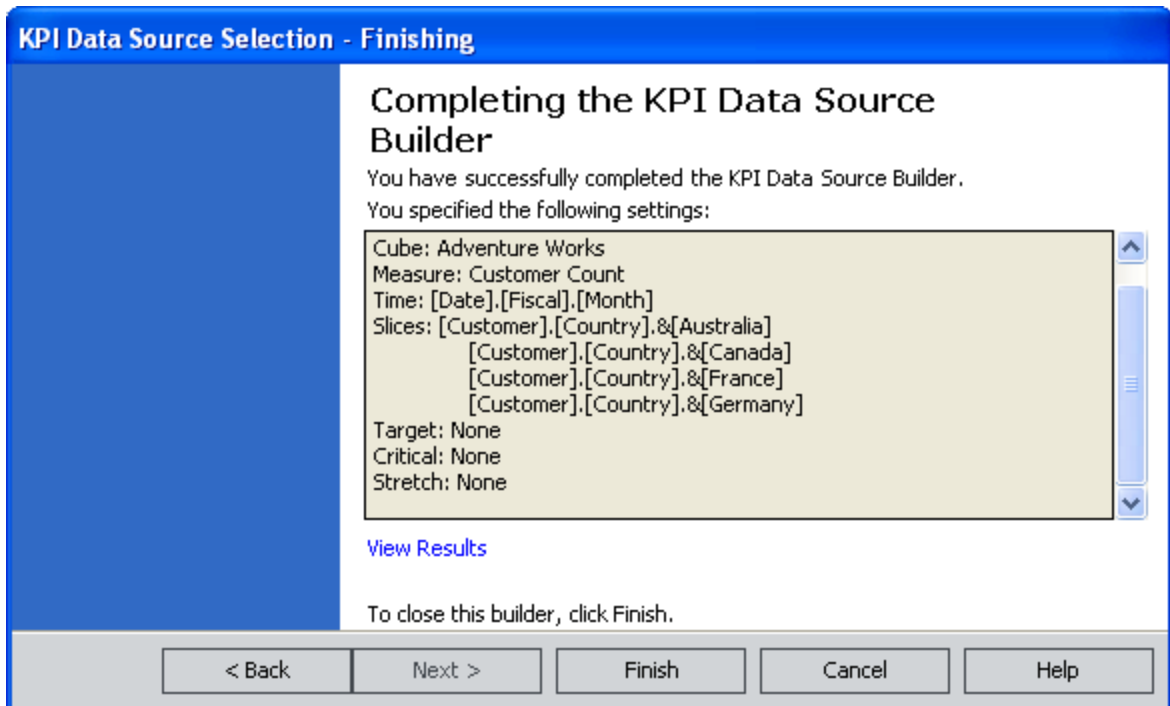 KPI Data Source Selection - Finishing
Completing the KPI Data Source
Builder
You have successfully completed the KPI Data Source Builder.
You specified the following settings:
Cube: Adventure Works
Measure: Customer Count
Time: [Date].[Fiscal].[Month]
Slices: [Customer].[Country].&[Australia]
[Customer].[Country].&[Canada]
[Customer].[Country].&[France]
[Customer].[Country].&[Germany]
Target: None
Critical: None
Stretch: None
View Results
To close this builder, click Finish.
< Back Next > Finish Cancel Help